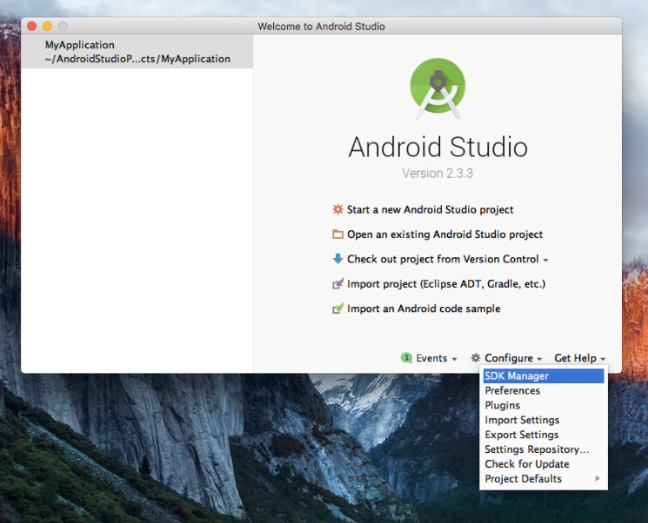 Welcome to Android Studio
MyApplication
~/AndroidStudioP...cts/MyApplication
Android Studio
Version 2.3.3
Start a new Android Studio project
Open an existing Android Studio project
Check out project from Version Control
Import project (Eclipse ADT, Gradle, etc.)
Import an Android code sample
1 Events Configure Get Help
SDK Manager
Preferences
Plugins
Import Settings
Export Settings
Settings Repository...
Check for Update
Project Defaults